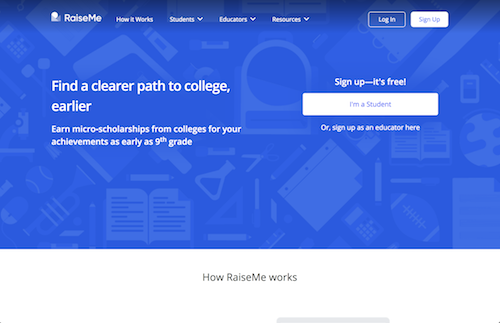 RaiseMe
How it Works
Students
Educators
Resources
Log In
Sign Up
Find a clearer path to college,
earlier
Earn micro-scholarships from colleges for your
achievements as early as 9th grade
Sign up—it's free!
I'm a Student
Or, sign up as an educator here
How RaiseMe works